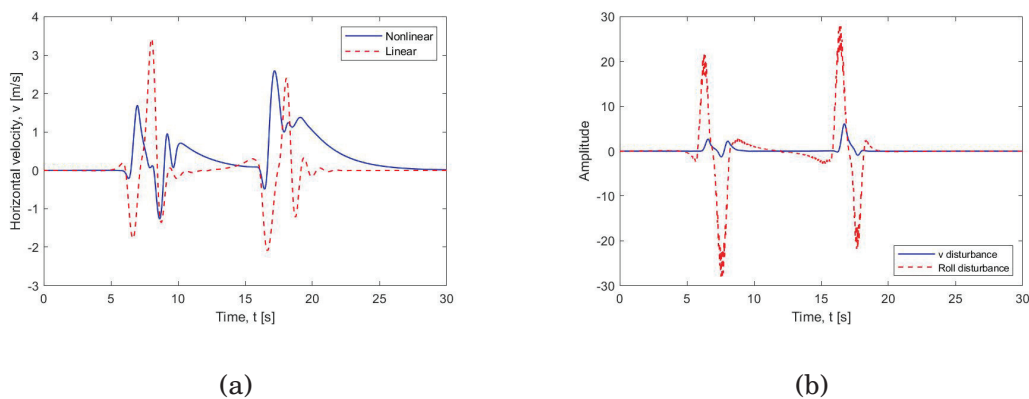 4
3
2
1
0
-1
-2
-3
Horizontal velocity, v [m/s]
Nonlinear
Linear
0
5
10
15
20
25
30
Time, t [s]
(a)
30
20
10
0
-10
-20
-30
Amplitude
v disturbance
Roll disturbance
0
5
10
15
20
25
30
Time, t [s]
(b)